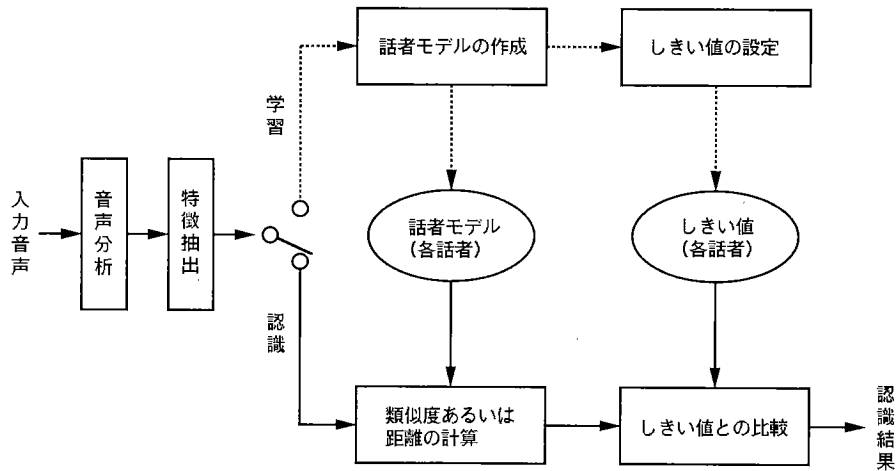 話者モデルの作成
しきい値の設定
学習
入力音声
音声分析
特徴抽出
話者モデル
(各話者)
しきい値
(各話者)
認識
類似度あるいは
距離の計算
しきい値との比較
認識結果